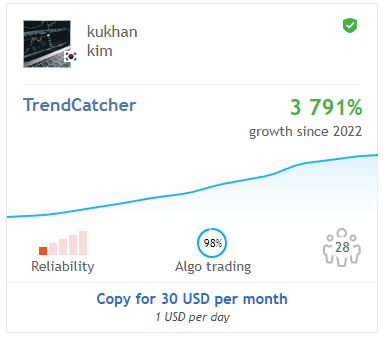 kukhan
kim
TrendCatcher
3 791%
growth since 2022
98%
28
Reliability
Algo trading
Copy for 30 USD per month
1 USD per day